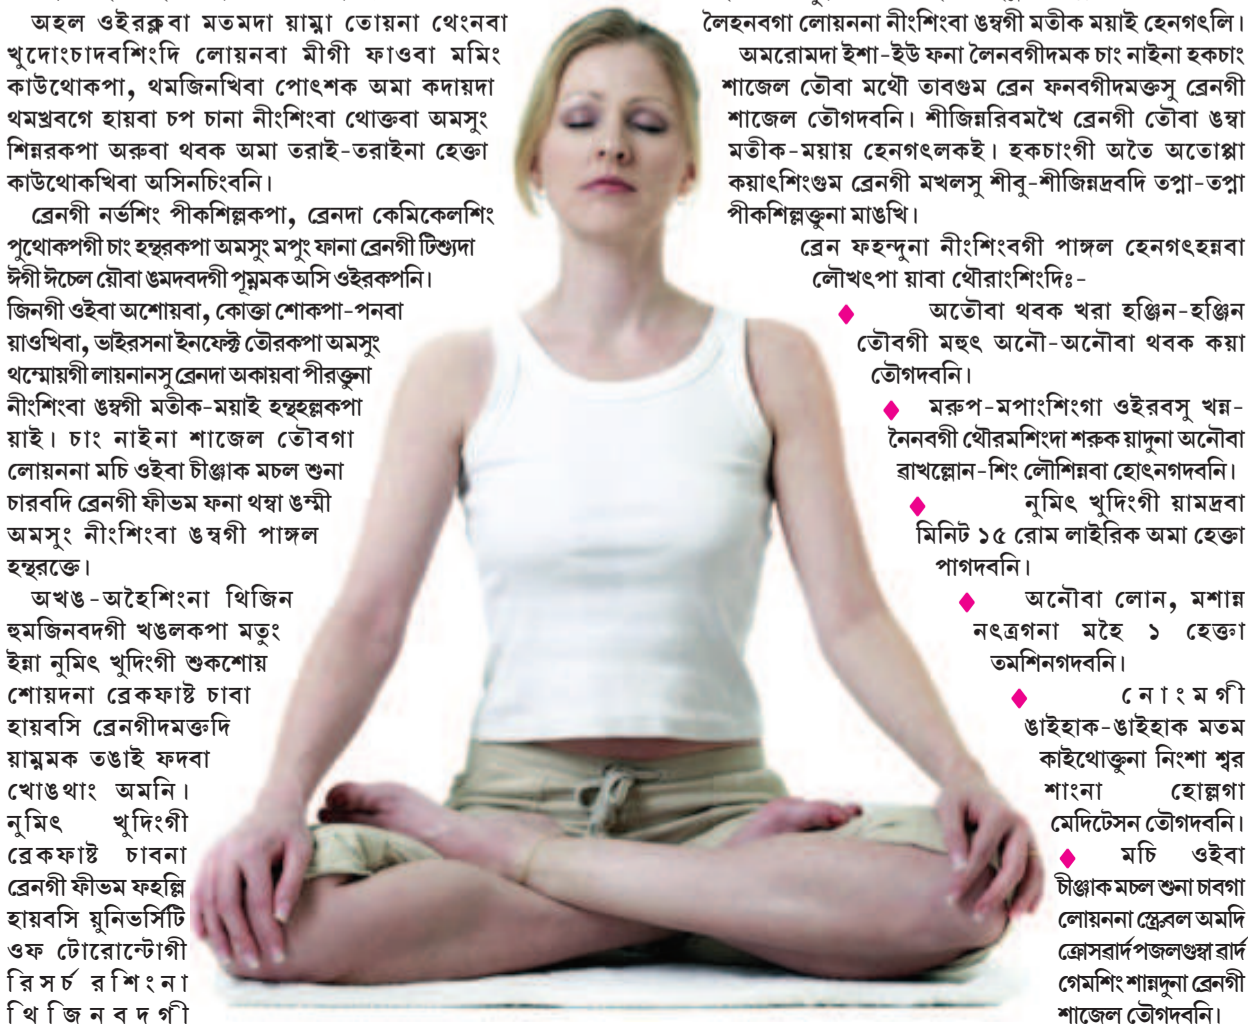 অহল ওইরক্লবা মতমদা য়াম্না তোয়না থেংনবা
খুদোংচাদবশিংদি লোয়নবা মীগী ফাওবা মমিং
কাউথোকপা, থমজিনখিবা পোৎশক অমা কদায়দা
থমখ্রবগে হায়বা চপ চানা নীংশিংবা থোক্তবা অমসুং
শিন্নরকপা অরুবা থবক অমা তরাই-তরাইনা হেক্তা
কাউথোকখিবা অসিনচিংবনি।
ব্রেনগী নর্ভশিং পীকশিল্লকপা, ব্রেনদা কেমিকেলশিং
পুথোকপগী চাং হন্থরকপা অমসুং মপুং ফানা ব্রেনগী টিশ্যুদা
ঈগী ঈচেল য়ৌবা ঙমদবদগী পূন্নমক অসি ওইরকপনি।
জিনগী ওইবা অশোয়বা, কোক্তা শোকপা-পনবা
য়াওখিবা, ভাইরসনা ইনফেক্ট তৌরকপা অমসুং
থম্মোয়গী লায়নানসু ব্রেনদা অকায়বা পীরক্তুনা
নীংশিংবা ঙম্বগী মতীক-ময়াই হন্থহল্লকপা
য়াই। চাং নাইনা শাজেল তৌবগা
লোয়ননা মচি ওইবা চীঞ্জাক মচল শুনা
চারবদি ব্রেনগী ফীভম ফনা থম্বা ঙম্মী
অমসুং নীংশিংবা ঙম্বগী পাঙ্গল
হন্থরক্তে।
অখঙ-অহৈশিংনা থিজিন
হুমজিনবদগী খঙলকপা মতুং
ইন্না নুমিৎ খুদিংগী শুকশোয়
শোয়দনা ব্রেকফাষ্ট চাবা
হায়বসি ব্রেনগীদমক্তদি
য়াম্নমক তঙাই ফদবা
খোঙথাং অমনি।
নুমিৎ খুদিংগী
ব্রেকফাষ্ট চাবনা
ব্রেনগী ফীভম ফহল্লি
হায়বসি য়ুনিভর্সিটি
ওফ টোরোন্টোগী
রিসর্চ রশিংনা
থিজিনবদগী
লৈহনবগা লোয়ননা নীংশিংবা ঙম্বগী মতীক ময়াই হেনগৎলি।
অমরোমদা ইশা-ইউ ফনা লৈনবগীদমক চাং নাইনা হকচাং
শাজেল তৌবা মথৌ তাবগুম ব্রেন ফনবগীদমক্তসু ব্রেনগী
শাজেল তৌগদবনি। শীজিন্নরিবমখৈ ব্রেনগী তৌবা ঙম্বা
মতীক-ময়ায় হেনগৎলকই। হকচাংগী অতৈ অতোপ্পা
কয়াৎশিংগুম ব্রেনগী মখলসু শীবু-শীজিন্নদ্রবদি তপ্না-তপ্না
পীকশিল্লক্তুনা মাঙখি।
ব্রেন ফহন্দুনা নীংশিংবগী পাঙ্গল হেনগৎহন্নবা
লৌখৎপা য়াবা থৌরাংশিংদিঃ-
অতৌবা থবক খরা হঞ্জিন-হঞ্জিন
তৌবগী মহুৎ অনৌ-অনৌবা থবক কয়া
তৌগদবনি।
মরুপ-মপাংশিংগা ওইরবসু খন্ন-
নৈনবগী থৌরমশিংদা শরুক য়াদুনা অনৌবা
ৱাখল্লোন-শিং লৌশিন্নবা হোৎনগদবনি।
নুমিৎ খুদিংগী য়ামদ্রবা
মিনিট ১৫ রোম লাইরিক অমা হেক্তা
পাগদবনি।
অনৌবা লোন, মশান্ন
নৎত্রগনা মহৈ ১ হেক্তা
তমশিনগদবনি।
নোংমগী
ঙাইহাক-ঙাইহাক মতম
কাইথোক্তুনা নিংশা শ্বর
শাংনা হোল্লগা
মেদিটেসন তৌগদবনি।
মচি ওইবা
চীঞ্জাক মচল শুনা চাবগা
লোয়ননা স্ক্রেবল অমদি
ক্রোসৱার্দ পজলগুম্বা ৱার্দ
গেমশিং শান্নদুনা ব্রেনগী
শাজেল তৌগদবনি।